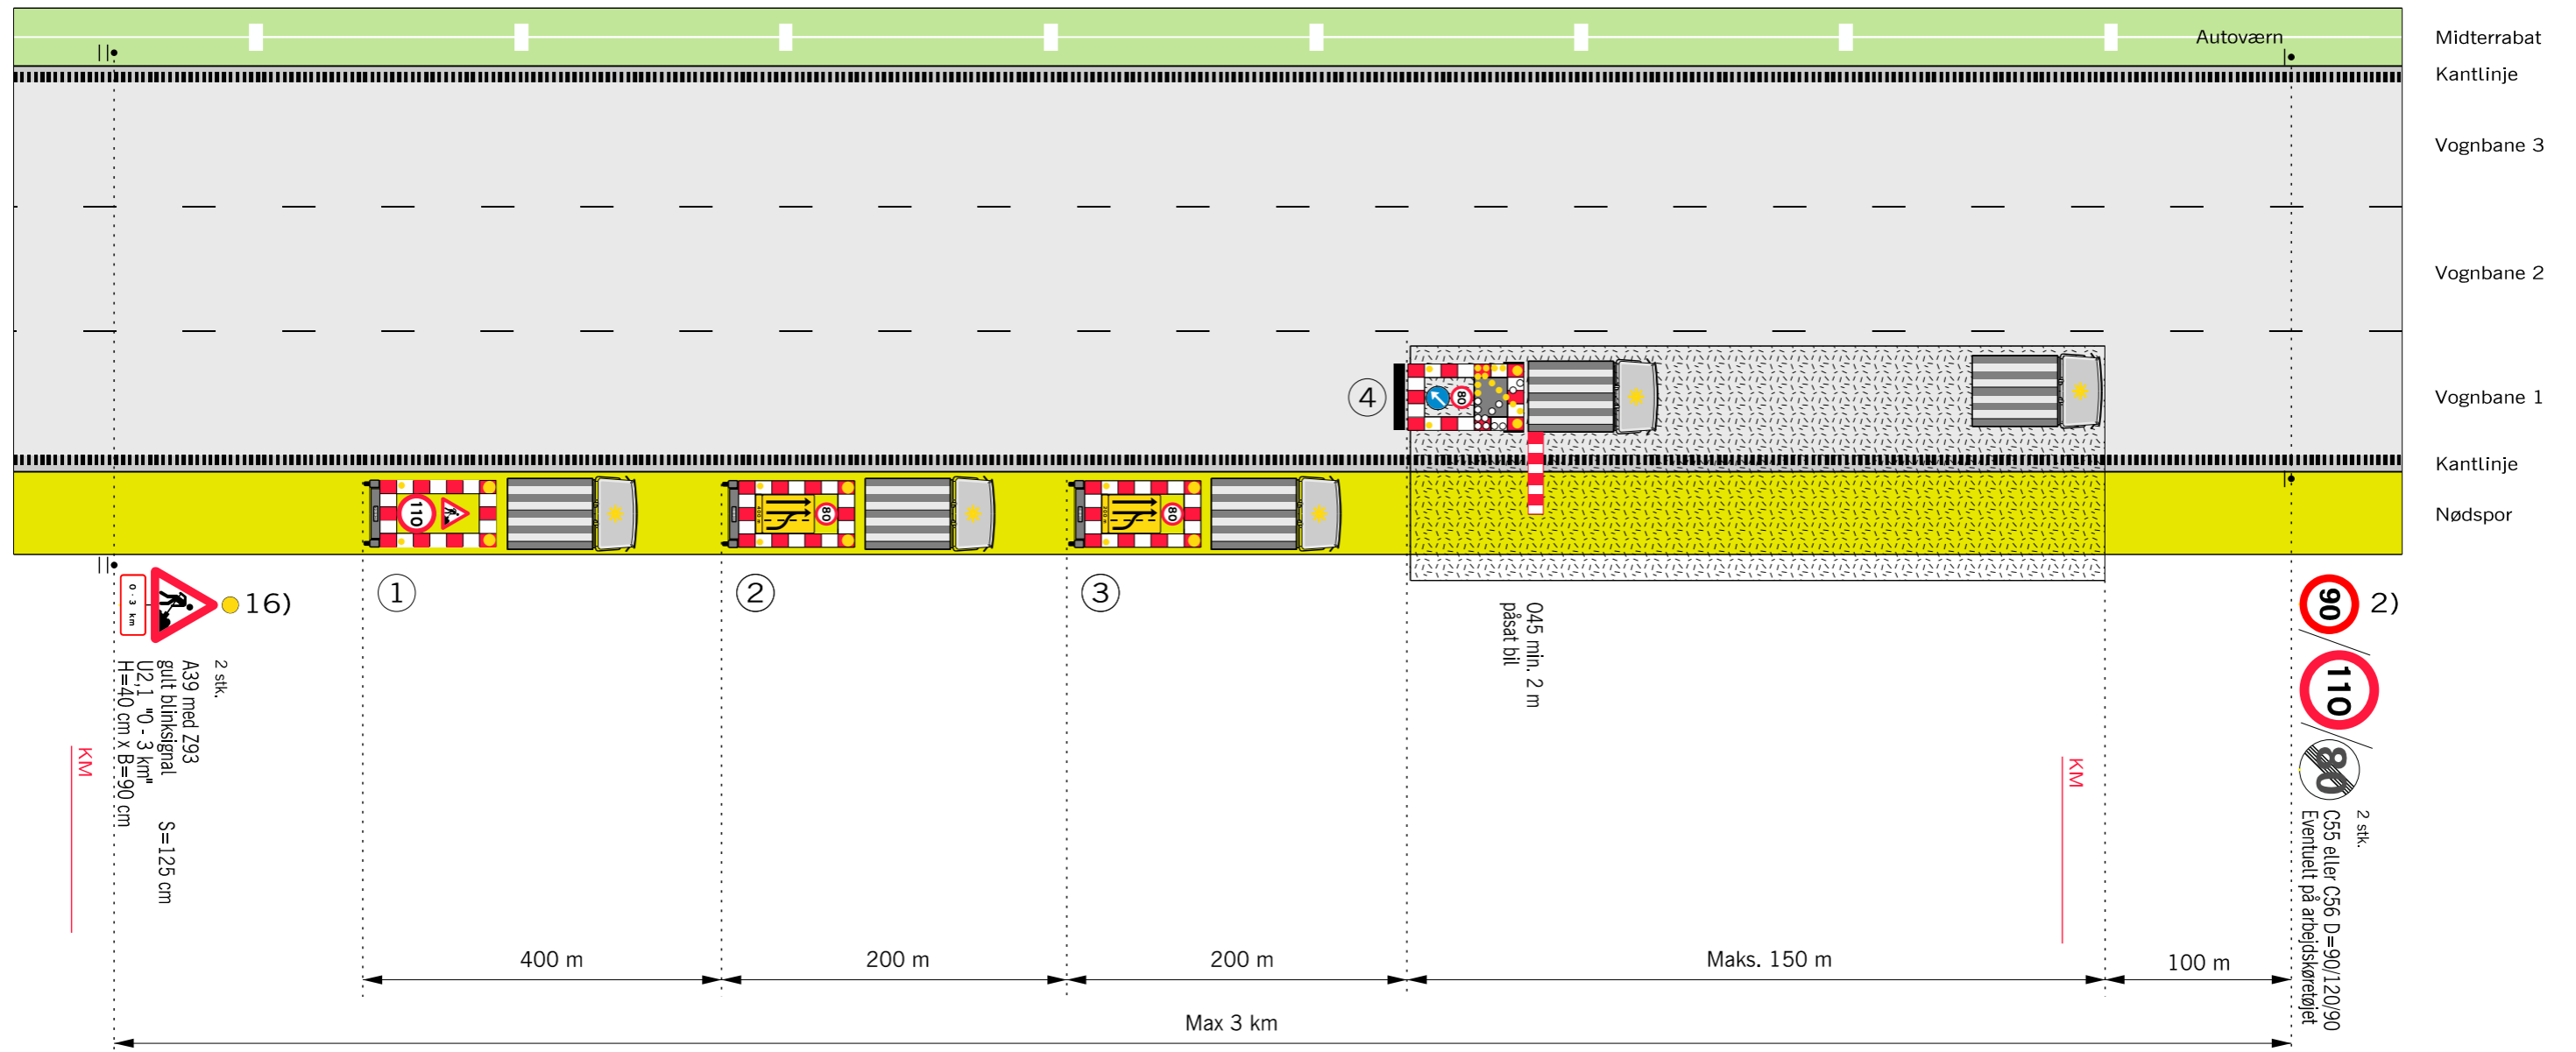 Autoværn
Midterrabat
Kantlinje
Vognbane 3
Vognbane 2
Vognbane 1
Kantlinje
Nødspor
4
80
110
400 m
80
80
1
2
3
O45 min. 2 m
påsat bil
0 - 3 km
16)
2 stk.
A39 med Z93
gult blinksignal S=125 cm
U2,1 "0 - 3 km"
H=40 cm x B=90 cm
KM
KM
90
2)
110
80
2 stk.
C55 eller C56 D=90/120/90
Eventuelt på arbejdskøretøjet
400 m
200 m
200 m
Maks. 150 m
100 m
Max 3 km